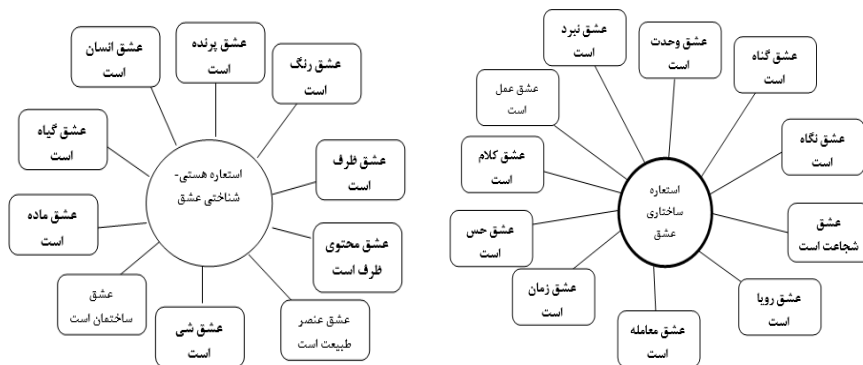 عشق نبرد
است
عشق وحدت
است
عشق گناه
است
عشق نگاه
است
عشق
شجاعت است
عشق رویا
است
عشق معامله
است
عشق زمان
است
عشق حس
است
عشق کلام
است
عشق عمل
است
استعاره
ساختاری
عشق
عشق انسان
است
عشق پرنده
است
عشق رنگ
است
عشق ظرف
است
عشق محتوی
ظرف است
عشق عنصر
طبیعت است
عشق شی
است
عشق
ساختمان است
عشق ماده
است
عشق گیاه
است
استعاره هستی-
شناختی عشق